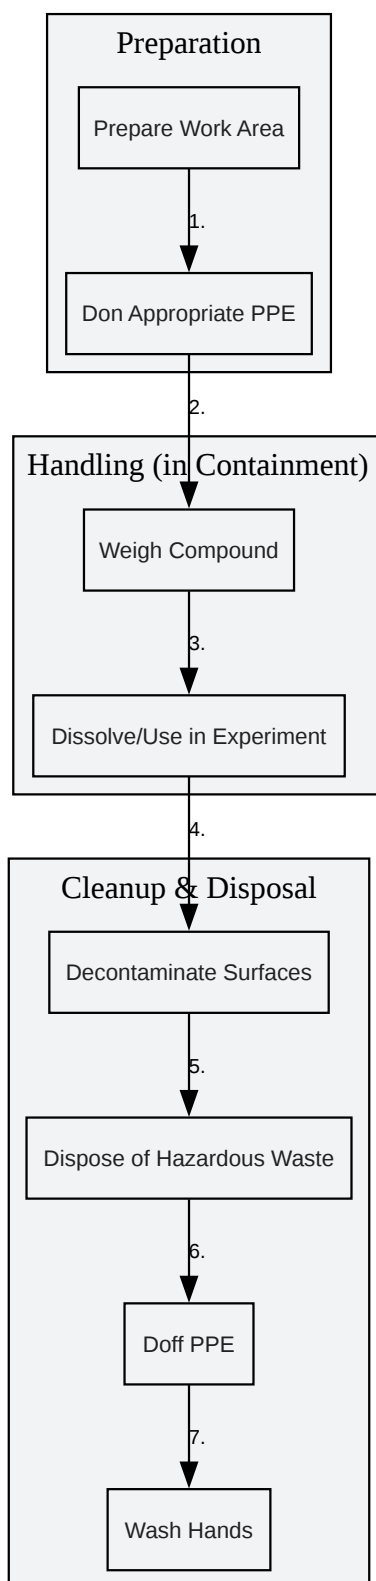 Preparation
Prepare Work Area
1.
Don Appropriate PPE
2.
Handling (in Containment)
Weigh Compound
3.
Dissolve/Use in Experiment
4.
Cleanup & Disposal
Decontaminate Surfaces
5.
Dispose of Hazardous Waste
6.
Doff PPE
7.
Wash Hands